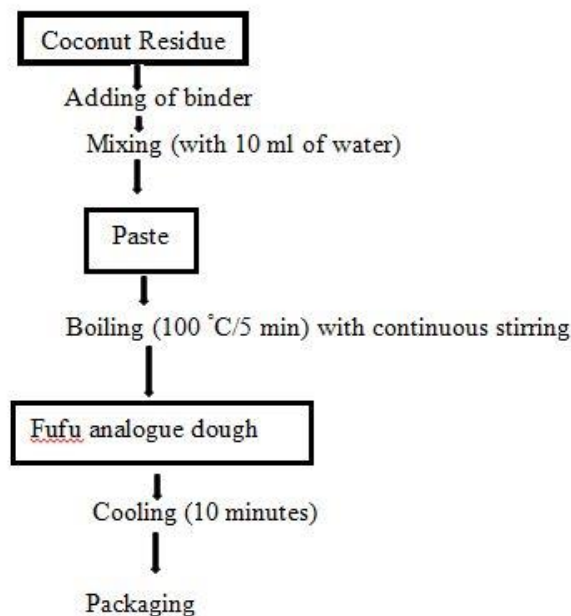 Coconut Residue
Adding of binder
Mixing (with 10 ml of water)
Paste
Boiling (100 °C/5 min) with continuous stirring
Fufu analogue dough
Cooling (10 minutes)
Packaging